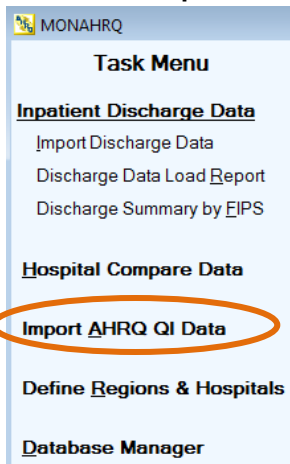 MONAHRQ
Task Menu
Inpatient Discharge Data
Import Discharge Data
Discharge Data Load Report
Discharge Summary by FIPS
Hospital Compare Data
Import AHRQ QI Data
Define Regions & Hospitals
Database Manager